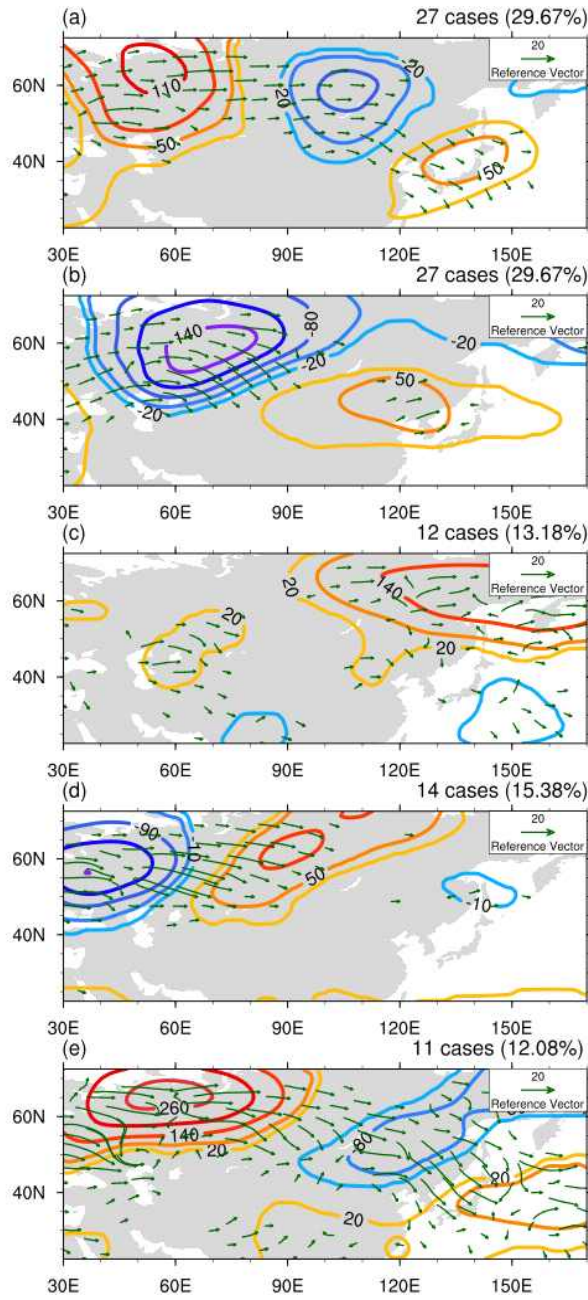 (a) 27 cases (29.67%)
20
Reference Vector
60N
40N
110
50
20
-20
50
30E 60E 90E 120E 150E
(b) 27 cases (29.67%)
20
Reference Vector
60N
40N
140
-80
-20
-20
-20
50
30E 60E 90E 120E 150E
(c) 12 cases (13.18%)
20
Reference Vector
60N
40N
20
20
140
20
30E 60E 90E 120E 150E
(d) 14 cases (15.38%)
20
Reference Vector
60N
40N
-90
-10
50
-10
30E 60E 90E 120E 150E
(e) 11 cases (12.08%)
20
Reference Vector
60N
40N
260
140
20
-80
20
20
30E 60E 90E 120E 150E